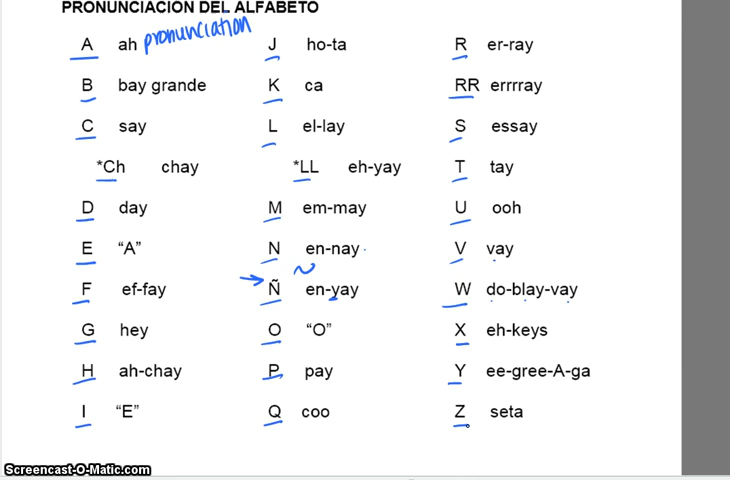 PRONUNCIACIÓN DEL ALFABETO
A ah pronunciation J ho-ta R er-ray
B bay grande K ca RR errrray
C say L el-lay S essay
*Ch chay *LL eh-yay T tay
D day M em-may U ooh
E “A” N en-nay V vay
F ef-fay Ñ en-yay W do-blay-vay
G hey O “O” X eh-keys
H ah-chay P pay Y ee-gree-A-ga
I “E” Q coo Z seta
Screencast-O-Matic.com